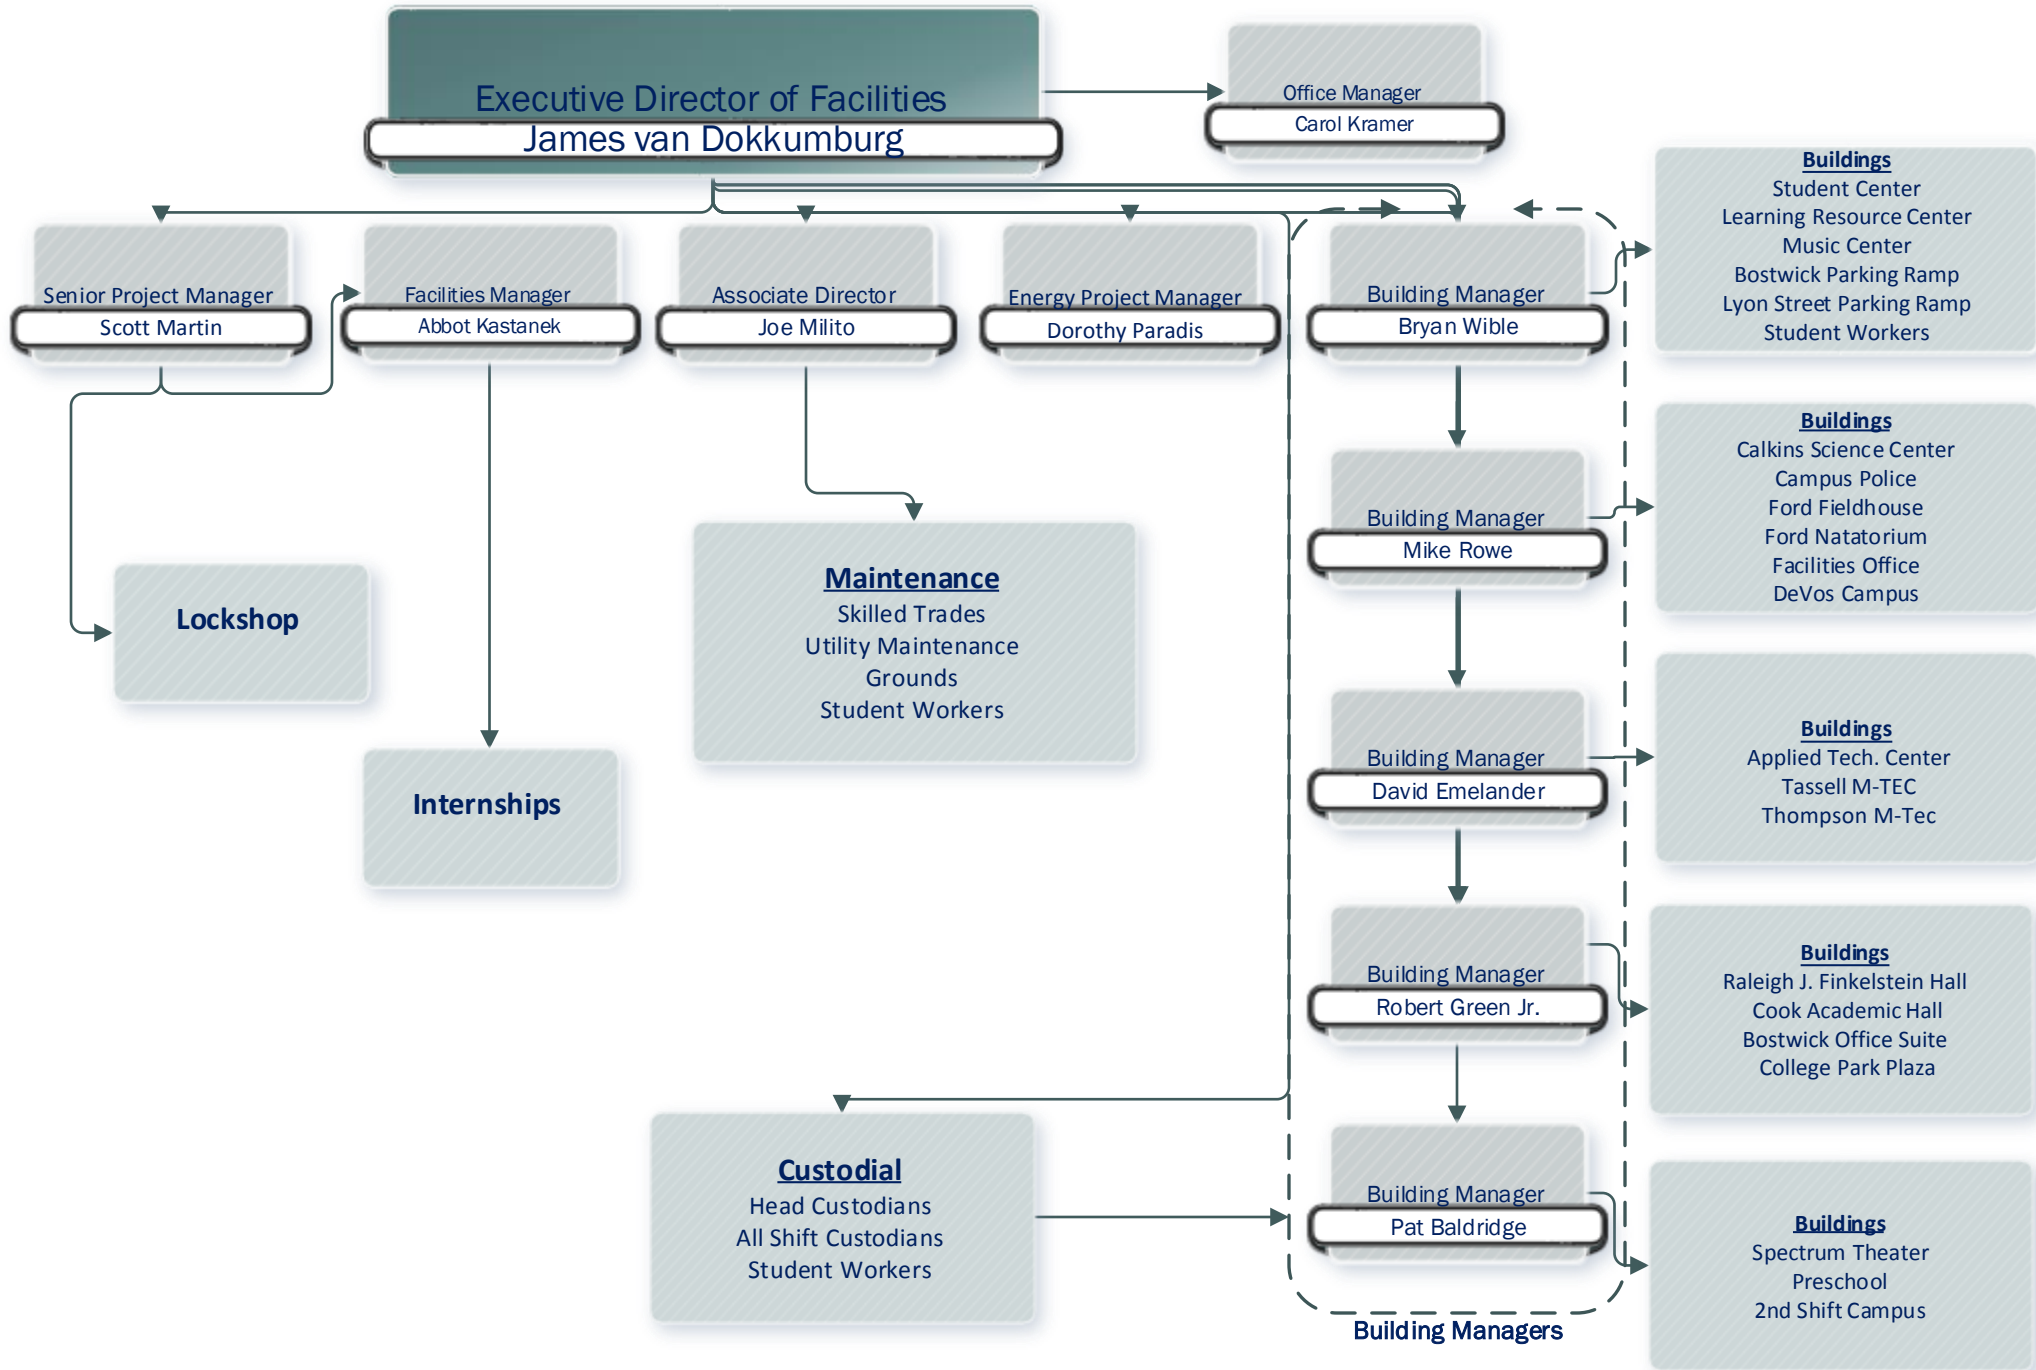 Executive Director of Facilities
James van Dokkumburg
Office Manager
Carol Kramer
Senior Project Manager
Scott Martin
Facilities Manager
Abbot Kastanek
Associate Director
Joe Milito
Energy Project Manager
Dorothy Paradis
Building Manager
Bryan Wible
Buildings
Student Center
Learning Resource Center
Music Center
Bostwick Parking Ramp
Lyon Street Parking Ramp
Student Workers
Building Manager
Mike Rowe
Buildings
Calkins Science Center
Campus Police
Ford Fieldhouse
Ford Natatorium
Facilities Office
DeVos Campus
Lockshop
Maintenance
Skilled Trades
Utility Maintenance
Grounds
Student Workers
Internships
Building Manager
David Emelander
Buildings
Applied Tech. Center
Tassell M-TEC
Thompson M-Tec
Building Manager
Robert Green Jr.
Buildings
Raleigh J. Finkelstein Hall
Cook Academic Hall
Bostwick Office Suite
College Park Plaza
Custodial
Head Custodians
All Shift Custodians
Student Workers
Building Manager
Pat Baldridge
Buildings
Spectrum Theater
Preschool
2nd Shift Campus
Building Managers